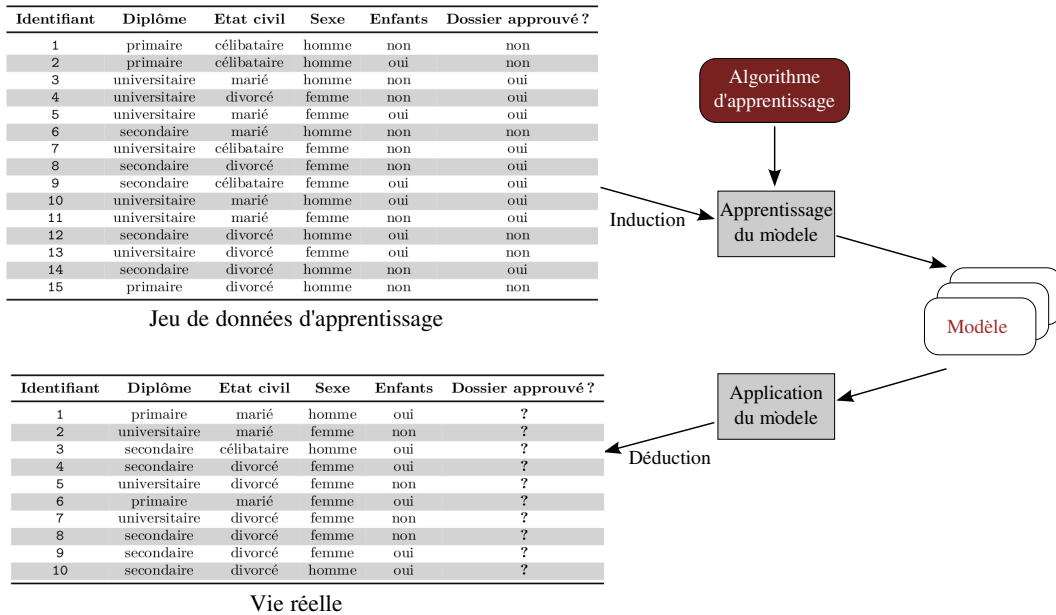 Identifiant Diplôme Etat civil Sexe Enfants Dossier approuvé ?
1 primaire célibataire homme non non
2 primaire célibataire homme oui non
3 universitaire marié homme non oui
4 universitaire divorcé femme non oui
5 universitaire marié femme oui oui
6 secondaire marié homme non non
7 universitaire célibataire femme non oui
8 secondaire divorcé femme non oui
9 secondaire célibataire femme oui oui
10 universitaire marié homme oui oui
11 universitaire marié femme non oui
12 secondaire divorcé homme oui non
13 universitaire divorcé femme oui non
14 secondaire divorcé homme non oui
15 primaire divorcé homme non non
Jeu de données d'apprentissage
Algorithme
d'apprentissage
Induction
Apprentissage
du modele
Modèle
Application
du modele
Déduction
Identifiant Diplôme Etat civil Sexe Enfants Dossier approuvé ?
1 primaire marié homme oui ?
2 universitaire marié femme non ?
3 secondaire célibataire homme oui ?
4 secondaire divorcé femme oui ?
5 universitaire divorcé femme non ?
6 primaire marié femme oui ?
7 universitaire divorcé femme non ?
8 secondaire divorcé femme non ?
9 secondaire divorcé femme oui ?
10 secondaire divorcé homme oui ?
Vie réelle